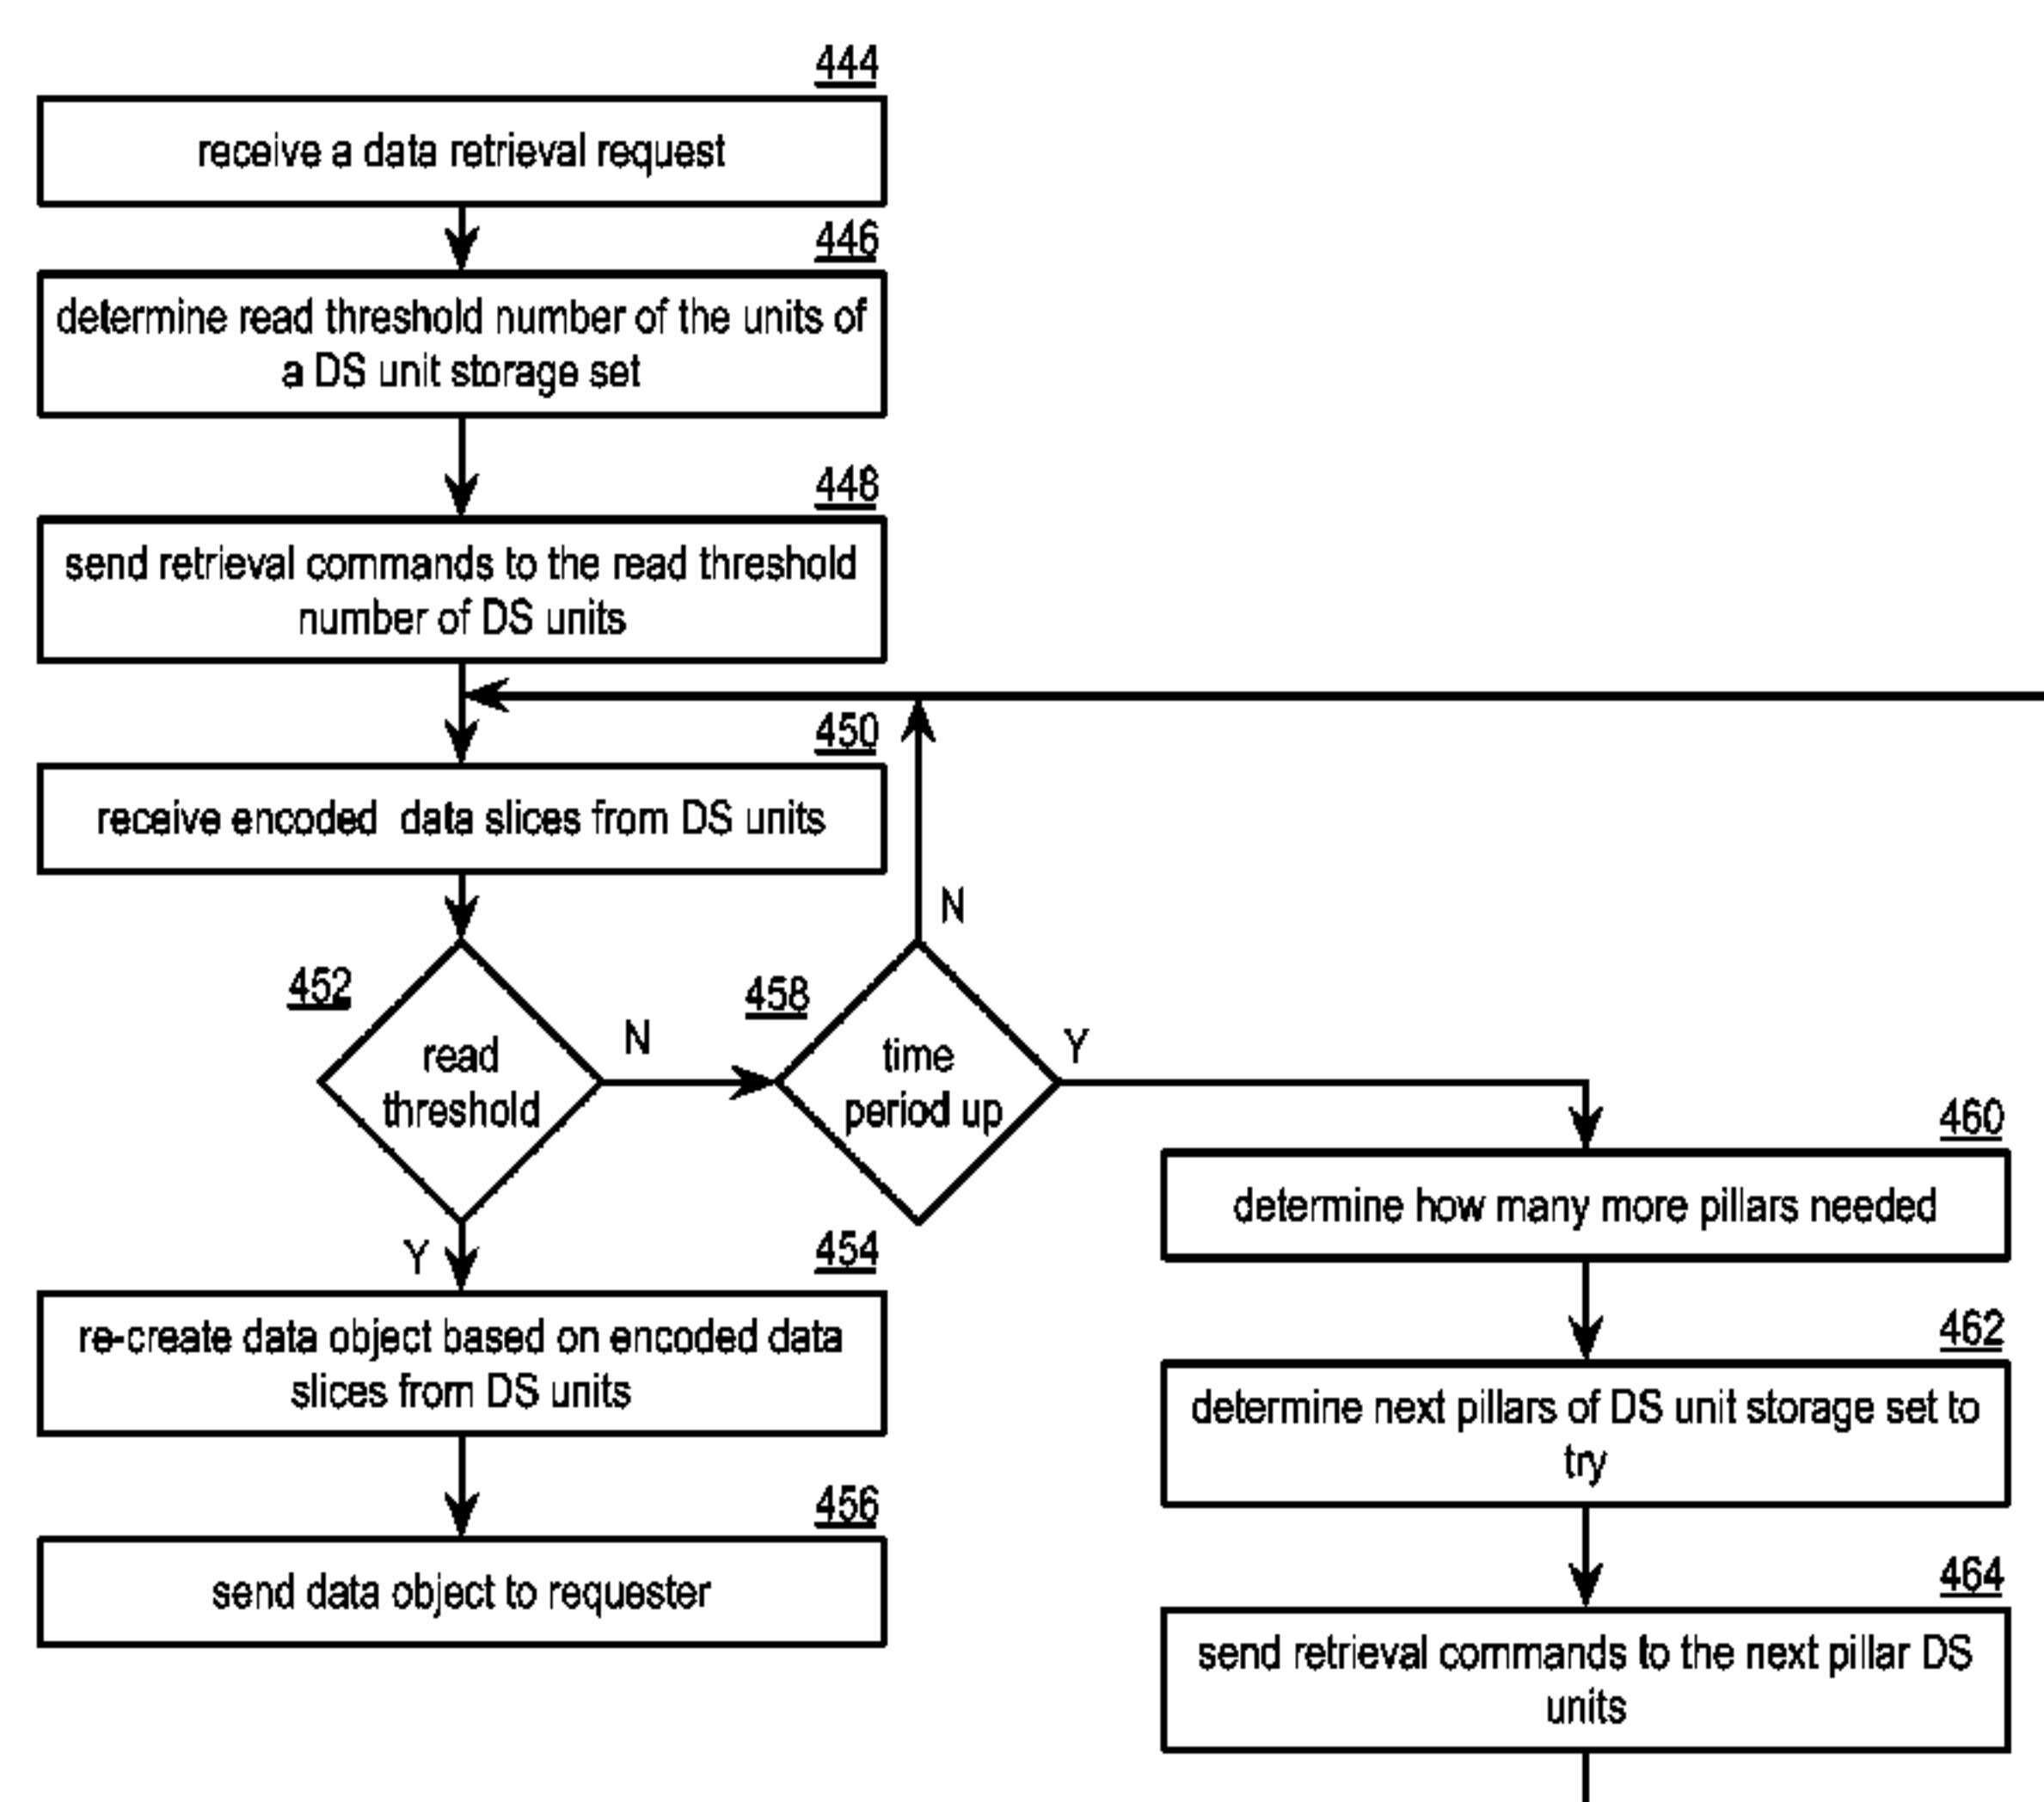 444
receive a data retrieval request
446
determine read threshold number of the units of
a DS unit storage set
448
send retrieval commands to the read threshold
number of DS units
450
receive encoded data slices from DS units
452
read
threshold
N
Y
458
time
period up
N
Y
454
re-create data object based on encoded data
slices from DS units
456
send data object to requester
460
determine how many more pillars needed
462
determine next pillars of DS unit storage set to
try
464
send retrieval commands to the next pillar DS
units